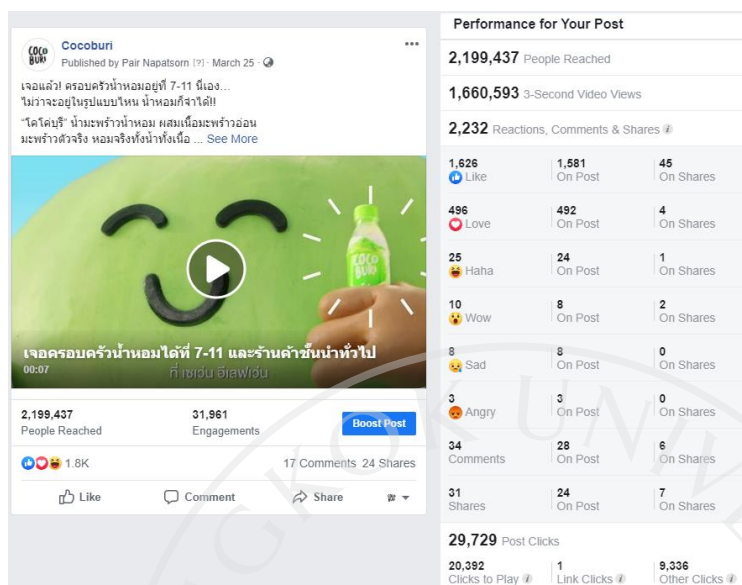 Cocoburi
Published by Pair Napatsorn [?] · March 25 ·
เจอแล้ว! ครอบครัวน้ำหอมอยู่ที่ 7-11 นี่เอง…
ไม่ว่าจะอยู่ในรูปแบบไหน น้ำหอมก็จำได้!!
“โคโค่บุรี” น้ำมะพร้าวน้ำหอม ผสมเนื้อมะพร้าวอ่อน
มะพร้าวตัวจริง หอมจริงทั้งน้ำทั้งเนื้อ ... See More
COCO
BURI
เจอครอบครัวน้ำหอมได้ที่ 7-11 และร้านค้าชั้นนำทั่วไป
00:07
ที่ เซเว่น อีเลฟเว่น
2,199,437
People Reached
31,961
Engagements
Boost Post
1.8K
17 Comments 24 Shares
Like
Comment
Share
Performance for Your Post
2,199,437 People Reached
1,660,593 3-Second Video Views
2,232 Reactions, Comments & Shares
1,626 1,581 45
Like On Post On Shares
496 492 4
Love On Post On Shares
25 24 1
Haha On Post On Shares
10 8 2
Wow On Post On Shares
8 8 0
Sad On Post On Shares
3 3 0
Angry On Post On Shares
34 28 6
Comments On Post On Shares
31 24 7
Shares On Post On Shares
29,729 Post Clicks
20,392 1 9,336
Clicks to Play Link Clicks Other Clicks